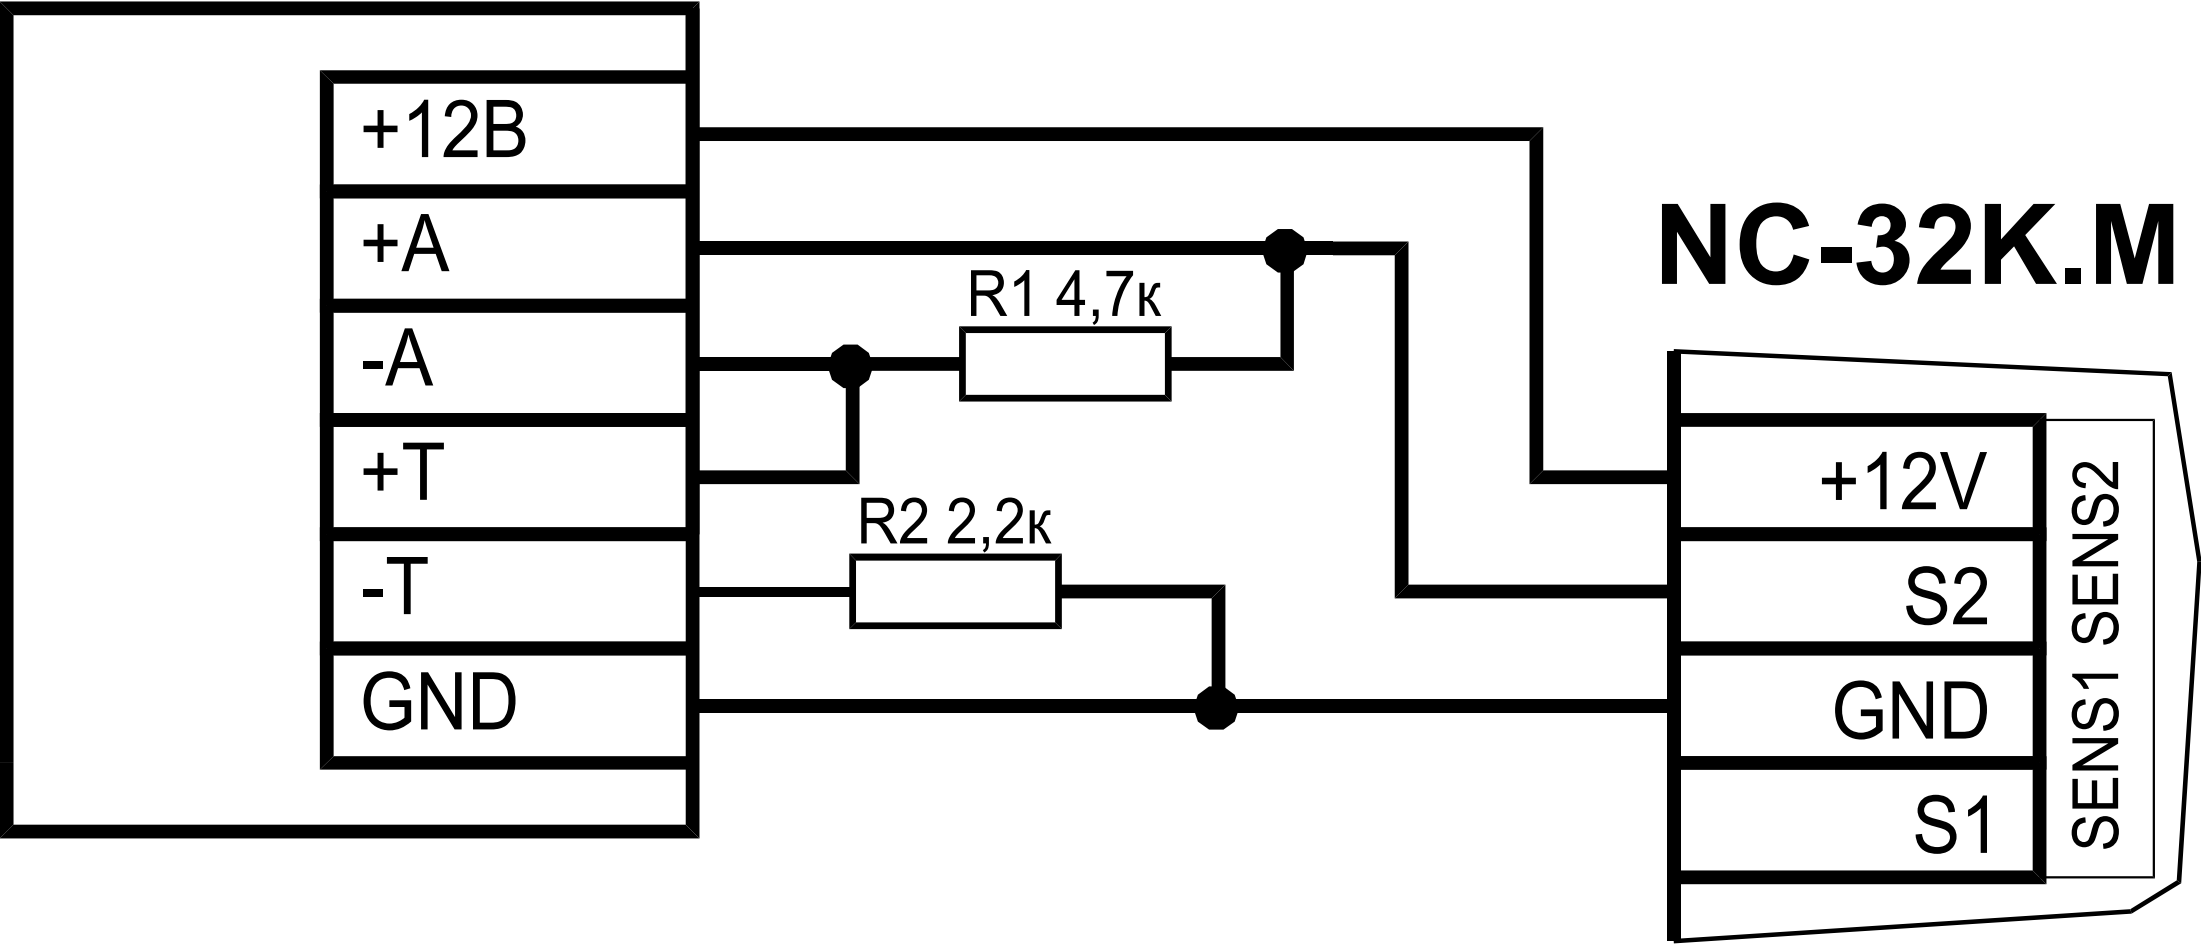 +12В
+A
-A
+T
-T
GND
R1 4,7к
R2 2,2к
NC-32K.M
+12V
S2
GND
S1
SENS1 SENS2